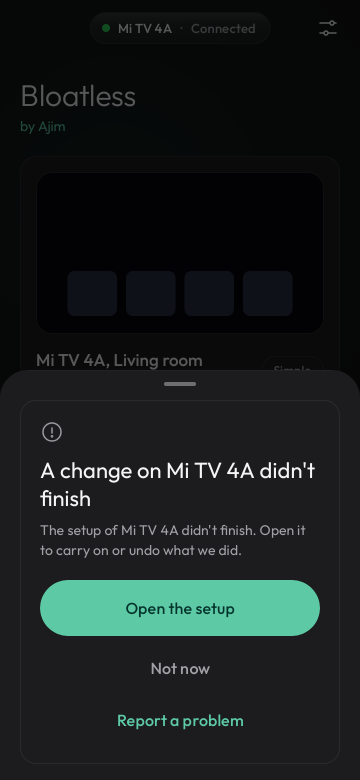 Mi TV 4A · Connected
Bloatless
by Ajim
Mi TV 4A, Living room
Simple
A change on Mi TV 4A didn't
finish
The setup of Mi TV 4A didn't finish. Open it
to carry on or undo what we did.
Open the setup
Not now
Report a problem